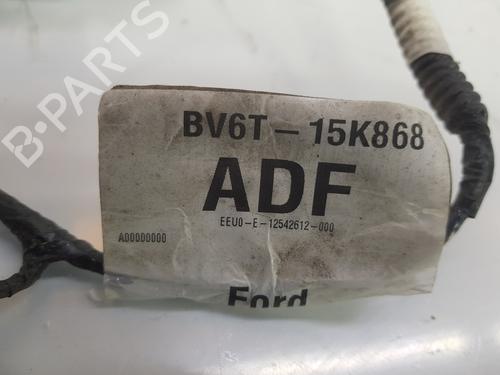 BV6T-15K868
ADF
EEU0-E-12542612-000
A00000000
Ford
B-PARTS